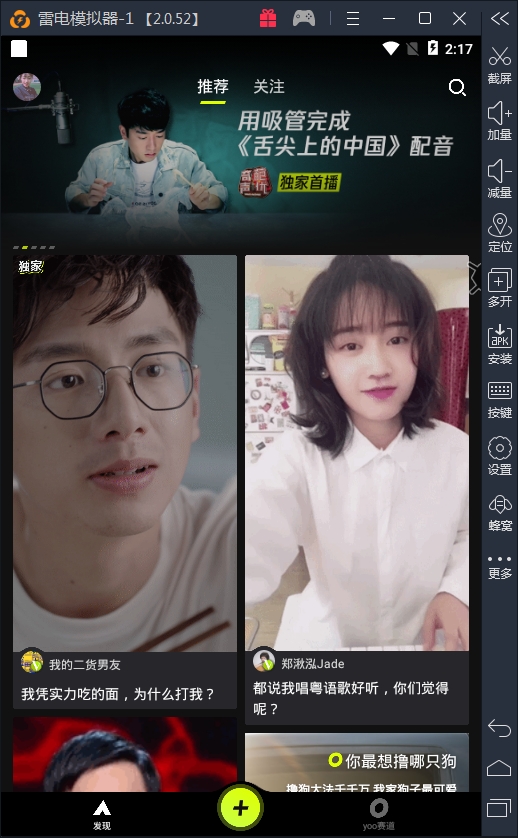 雷电模拟器-1 【2.0.52】
2:17
推荐 关注
用吸管完成
《舌尖上的中国》配音
独家首播
独家
我的二货男友
我凭实力吃的面，为什么打我？
郑湫泓Jade
都说我唱粤语歌好听，你们觉得
呢？
你最想撸哪只狗
撸狗大法千千万 我家狗子最可爱
发现
yoo赛道
截屏
加量
减量
定位
多开
APK
安装
按键
设置
蜂窝
更多